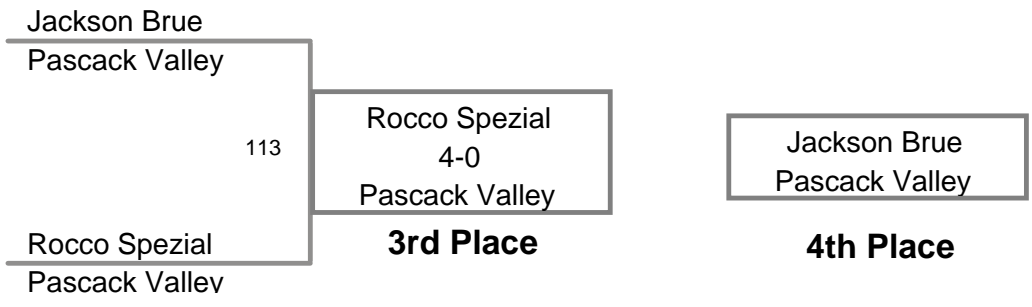 Jackson Brue
Pascack Valley
113
Rocco Spezial
4-0
Pascack Valley
3rd Place
Rocco Spezial
Pascack Valley
Jackson Brue
Pascack Valley
4th Place